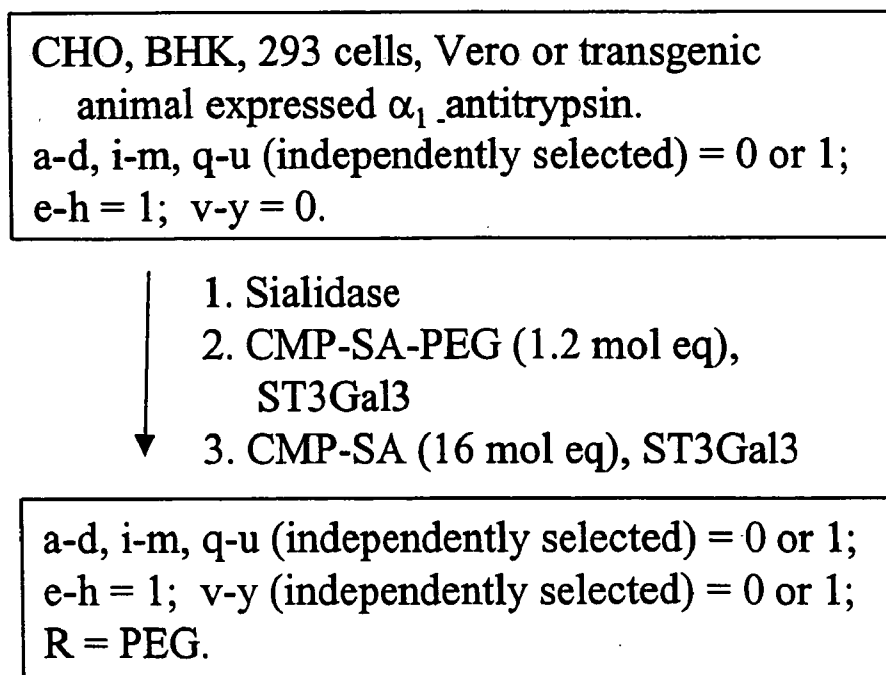 CHO, BHK, 293 cells, Vero or transgenic
animal expressed α₁ antitrypsin.
a-d, i-m, q-u (independently selected) = 0 or 1;
e-h = 1; v-y = 0.
1. Sialidase
2. CMP-SA-PEG (1.2 mol eq),
ST3Gal3
3. CMP-SA (16 mol eq), ST3Gal3
a-d, i-m, q-u (independently selected) = 0 or 1;
e-h = 1; v-y (independently selected) = 0 or 1;
R = PEG.